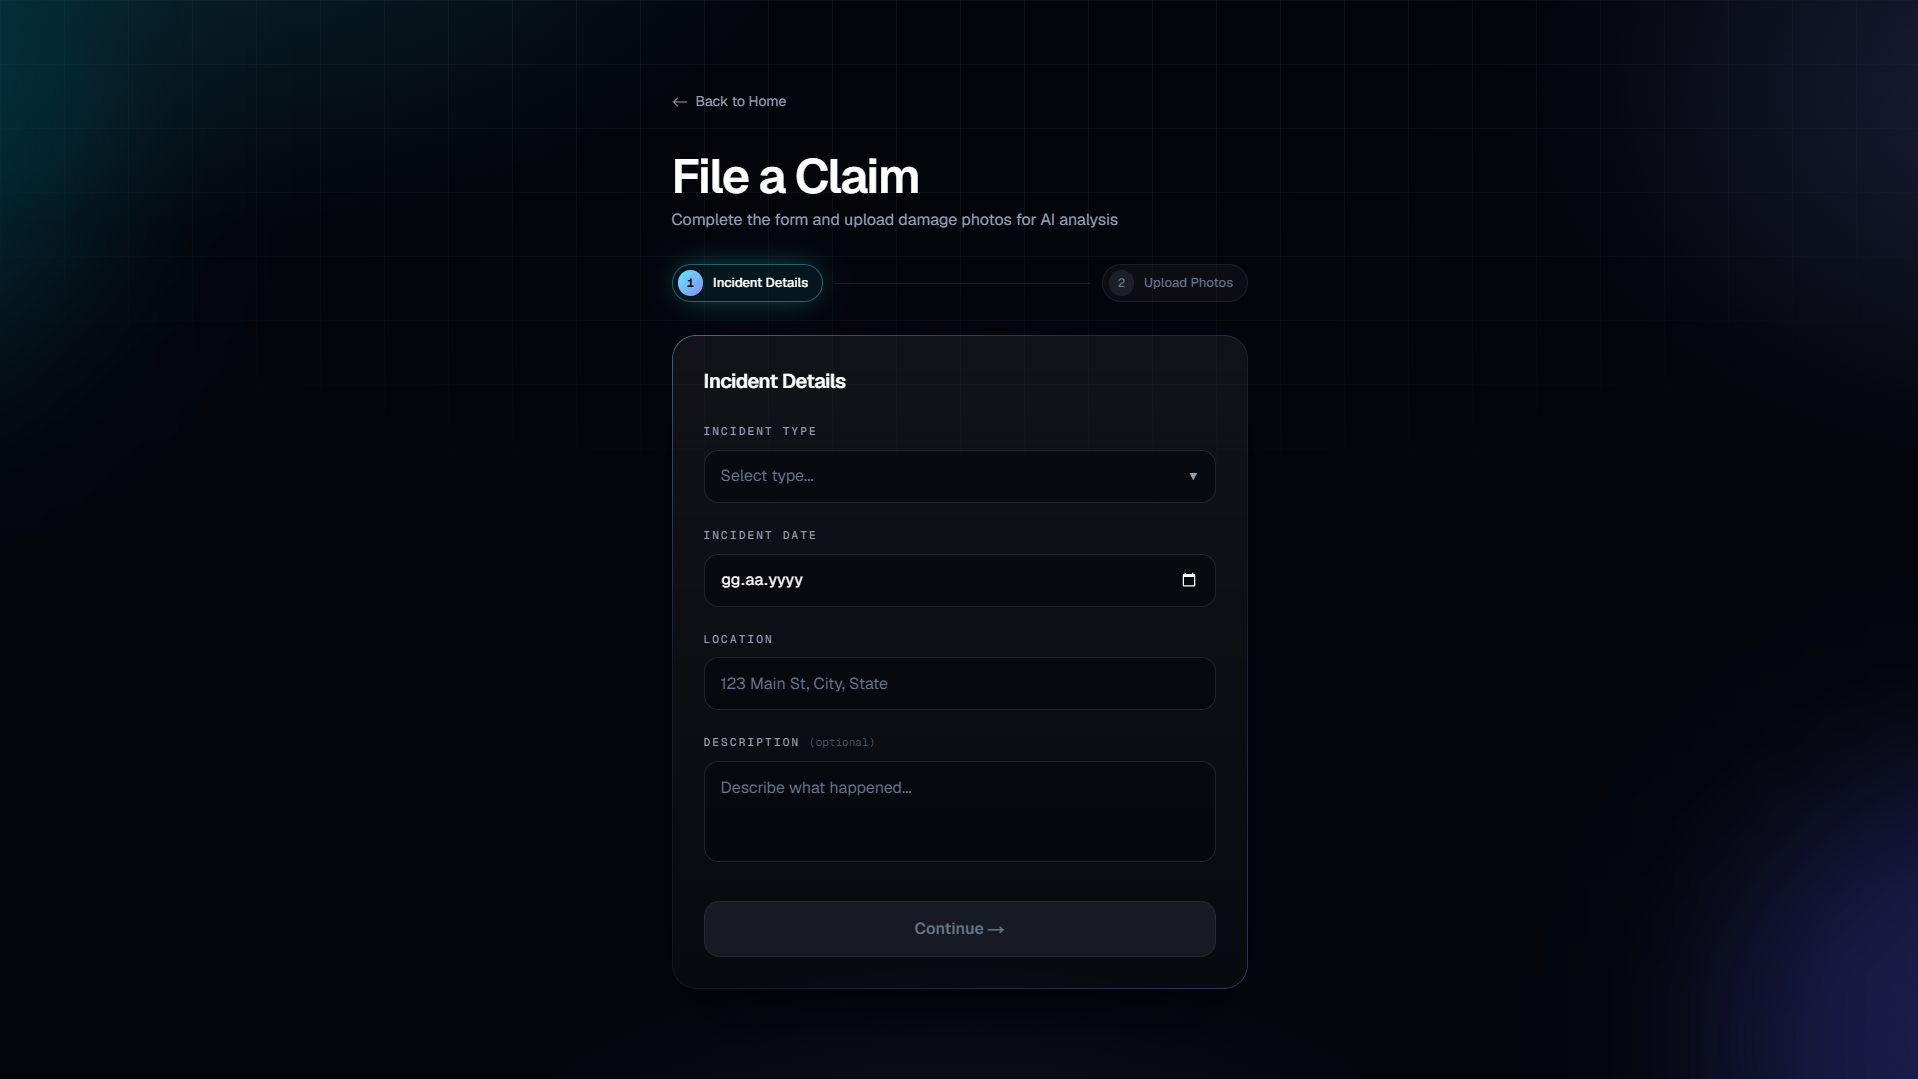 ← Back to Home
File a Claim
Complete the form and upload damage photos for AI analysis
1 Incident Details
2 Upload Photos
Incident Details
INCIDENT TYPE
Select type...
INCIDENT DATE
gg.aa.yyyy
LOCATION
123 Main St, City, State
DESCRIPTION (optional)
Describe what happened...
Continue →